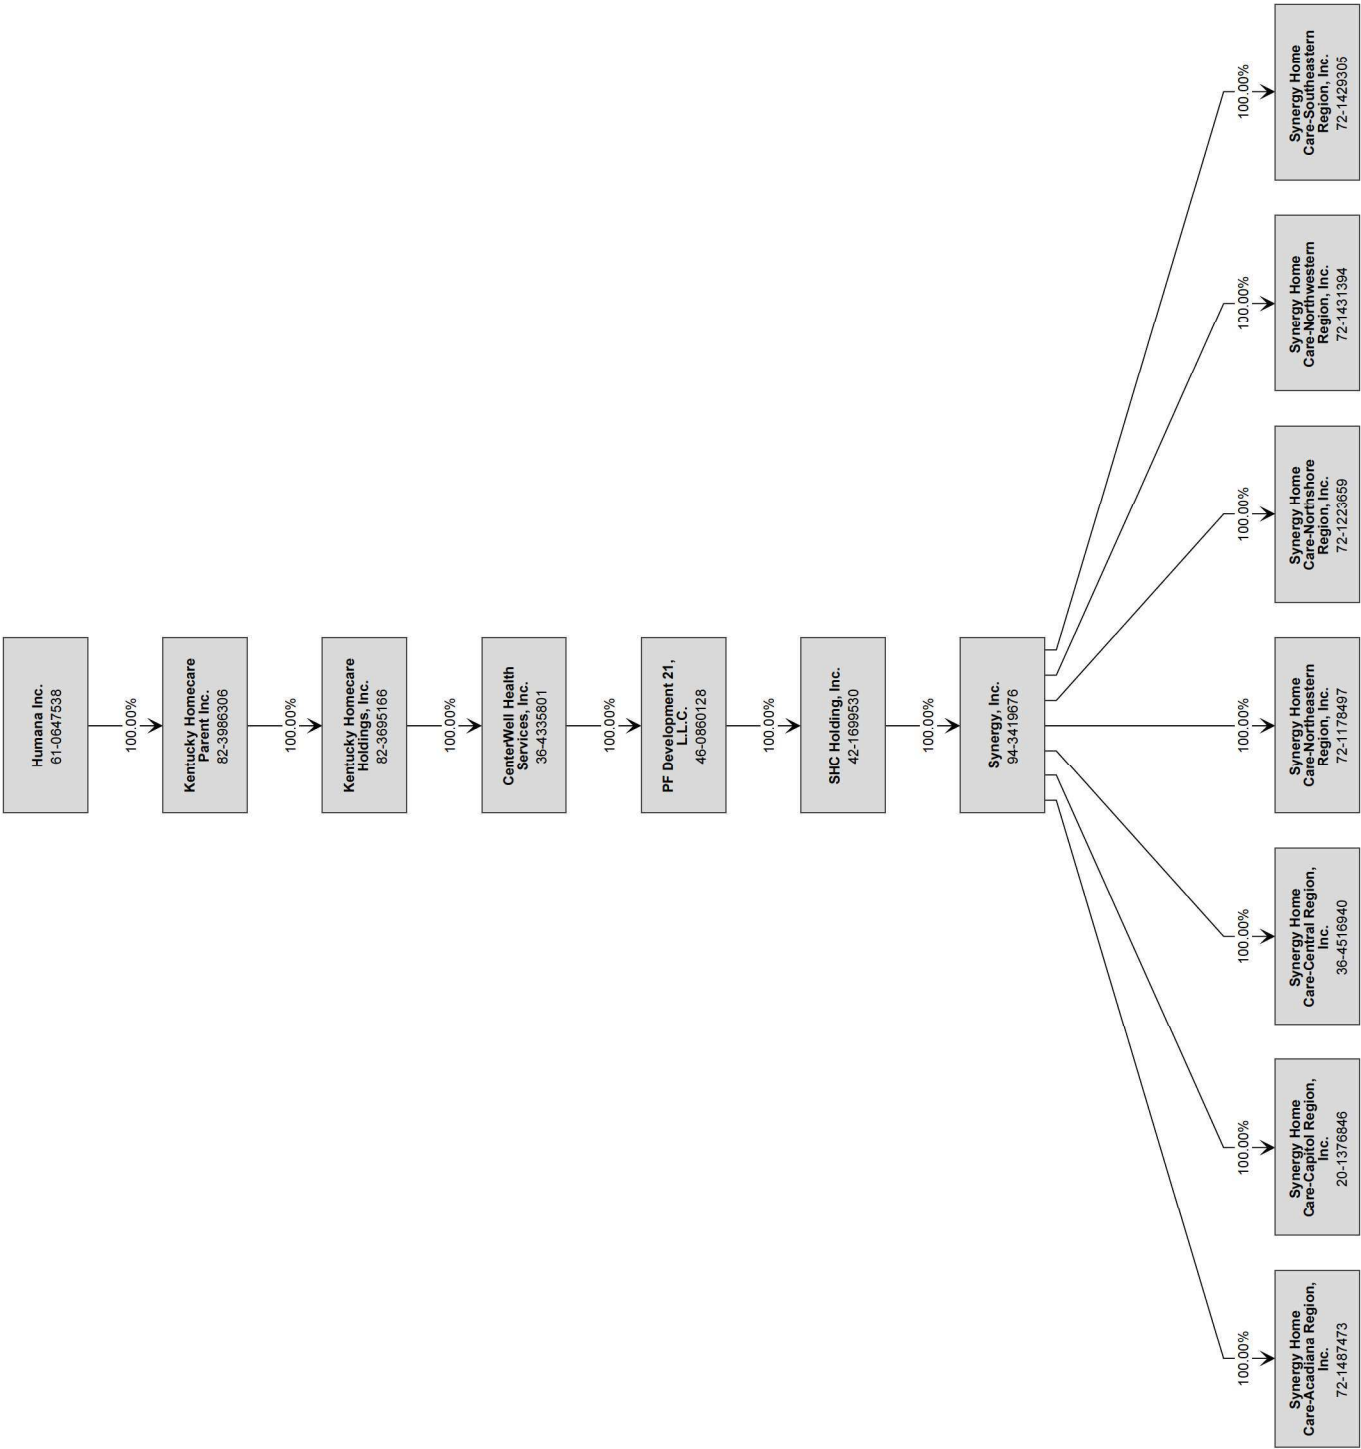 Humana Inc.
61-0647538
100.00%
Kentucky Homecare
Parent Inc.
82-3986306
100.00%
Kentucky Homecare
Holdings, Inc.
82-3695166
100.00%
CenterWell Health
Services, Inc.
36-4335801
100.00%
PF Development 21,
L.L.C.
46-0860128
100.00%
SHC Holding, Inc.
42-1699530
100.00%
Synergy, Inc.
94-3419676
100.00%
Synergy Home
Care-Acadiana Region,
Inc.
72-1487473
100.00%
Synergy Home
Care-Capitol Region,
Inc.
20-1376846
100.00%
Synergy Home
Care-Central Region,
Inc.
36-4516940
100.00%
Synergy Home
Care-Northeastern
Region, Inc.
72-1178497
100.00%
Synergy Home
Care-Northshore
Region, Inc.
72-1223659
100.00%
Synergy Home
Care-Northwestern
Region, Inc.
72-1431394
100.00%
Synergy Home
Care-Southeastern
Region, Inc.
72-1429305